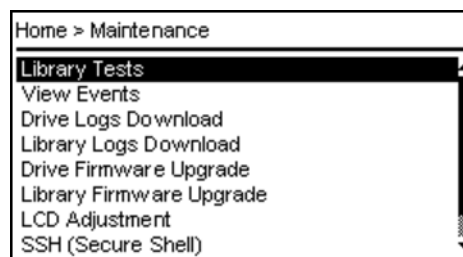 Home > Maintenance
Library Tests
View Events
Drive Logs Download
Library Logs Download
Drive Firmware Upgrade
Library Firmware Upgrade
LCD Adjustment
SSH (Secure Shell)